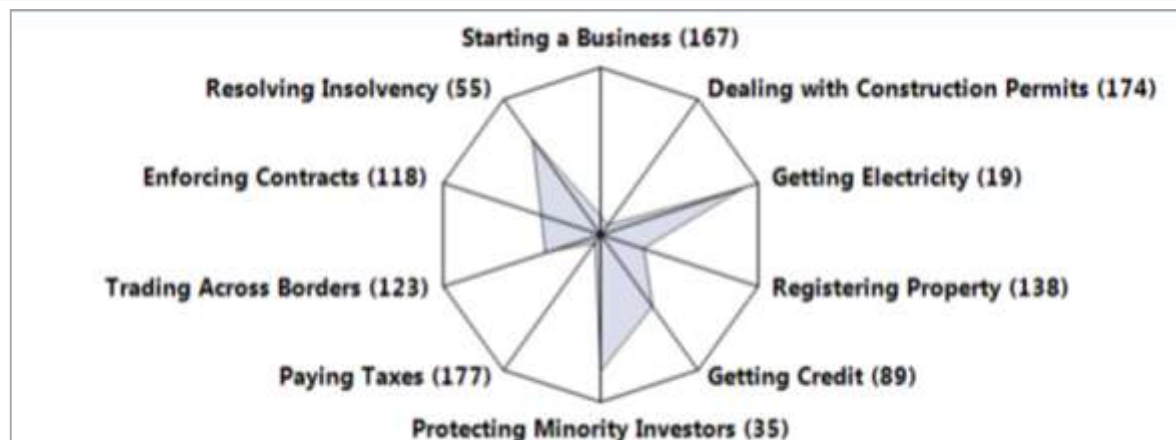 Starting a Business (167)
Resolving Insolvency (55)
Dealing with Construction Permits (174)
Enforcing Contracts (118)
Getting Electricity (19)
Trading Across Borders (123)
Registering Property (138)
Paying Taxes (177)
Getting Credit (89)
Protecting Minority Investors (35)